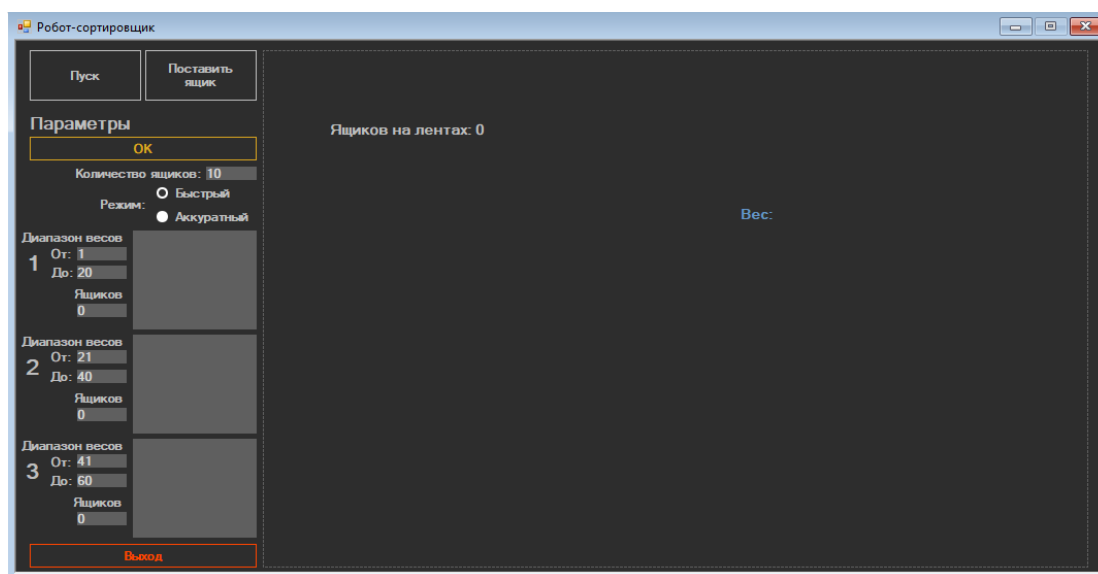 Робот-сортировщик
Пуск
Поставить
ящик
Параметры
ОК
Количество ящиков: 10
Режим:
Быстрый
Аккуратный
Диапазон весов
1
От: 1
До: 20
Ящиков
0
Диапазон весов
2
От: 21
До: 40
Ящиков
0
Диапазон весов
3
От: 41
До: 60
Ящиков
0
Выход
Ящиков на лентах: 0
Вес: